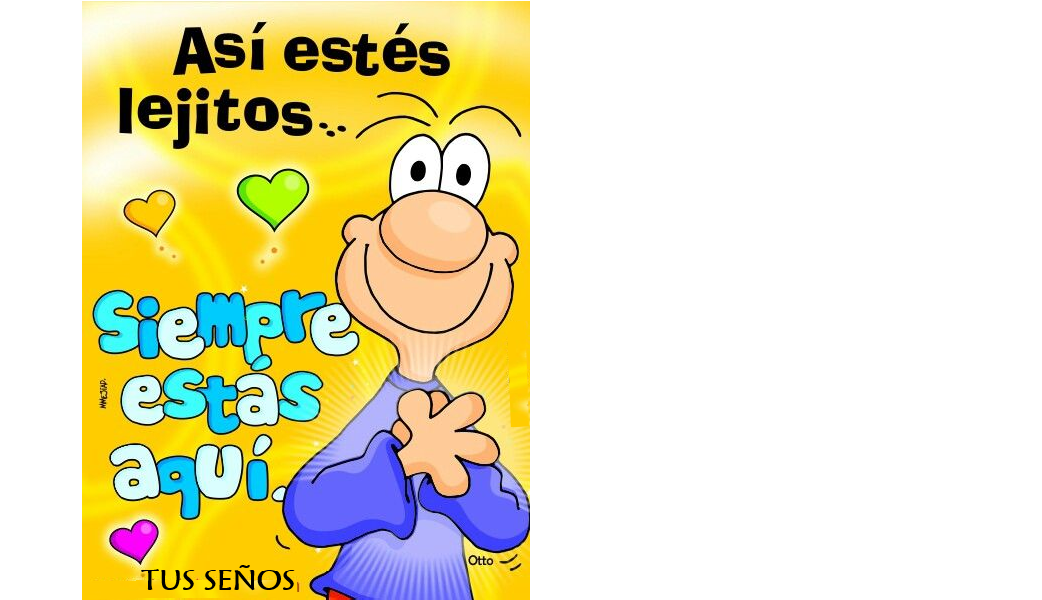 Así estés
lejitos...
Siempre
estás
aquí.
Otto
TUS SEÑOS